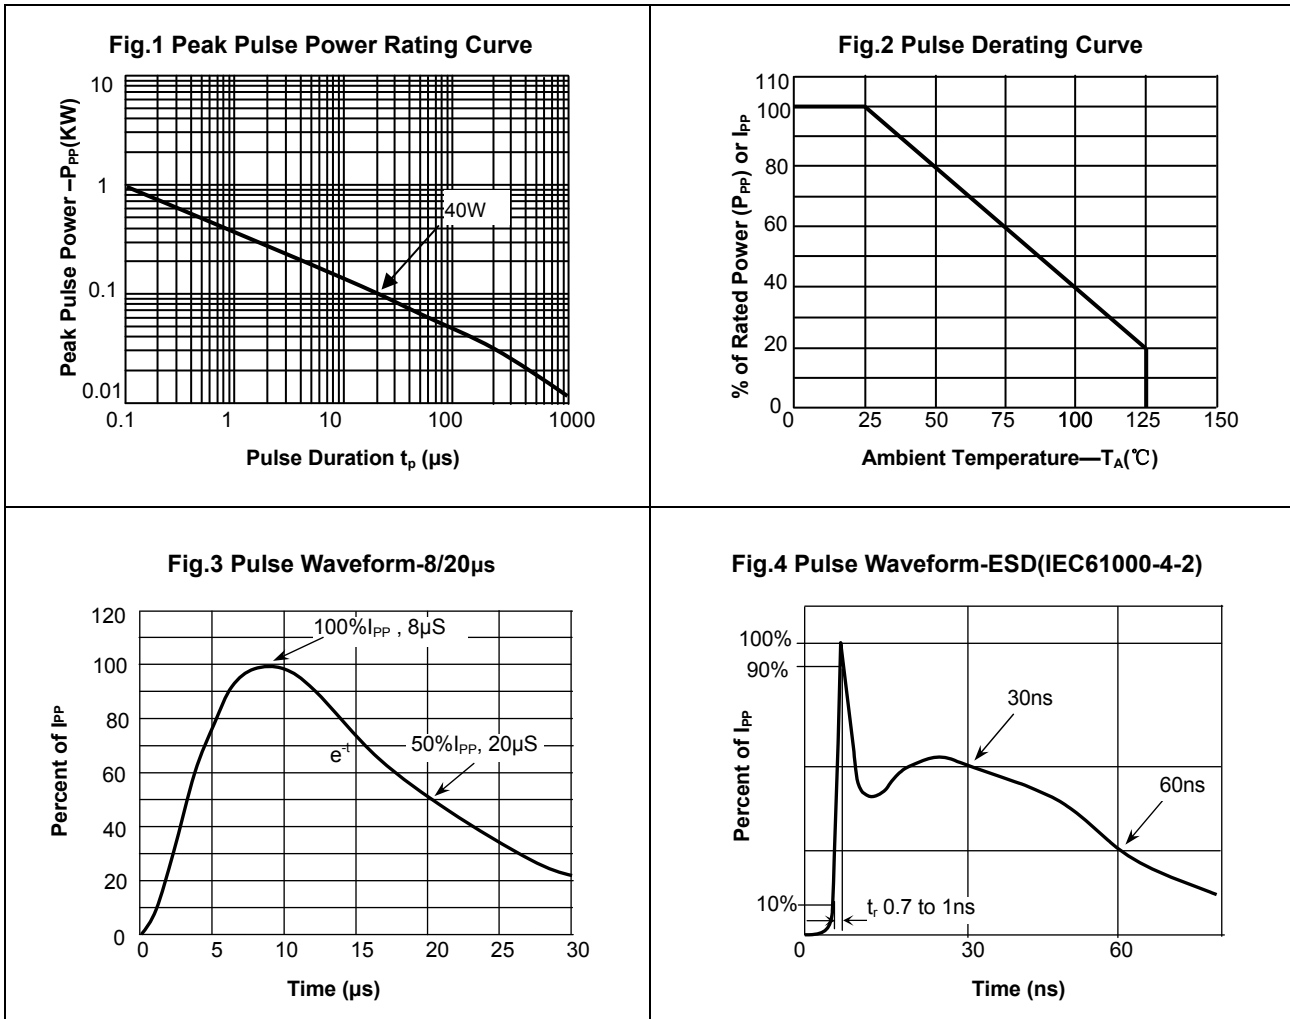 Fig.1 Peak Pulse Power Rating Curve
Peak Pulse Power –PPP(KW)
10
1
0.1
0.01
40W
0.1 1 10 100 1000
Pulse Duration tp (µs)
Fig.2 Pulse Derating Curve
% of Rated Power (PPP) or IPP
110
100
80
60
40
20
0
0 25 50 75 100 125 150
Ambient Temperature—TA(℃)
Fig.3 Pulse Waveform-8/20µs
Percent of IPP
120
100
80
60
40
20
0
100%IPP , 8µS
e-t
50%IPP, 20µS
0 5 10 15 20 25 30
Time (µs)
Fig.4 Pulse Waveform-ESD(IEC61000-4-2)
Percent of IPP
100%
90%
10%
30ns
60ns
tr 0.7 to 1ns
0 30 60
Time (ns)